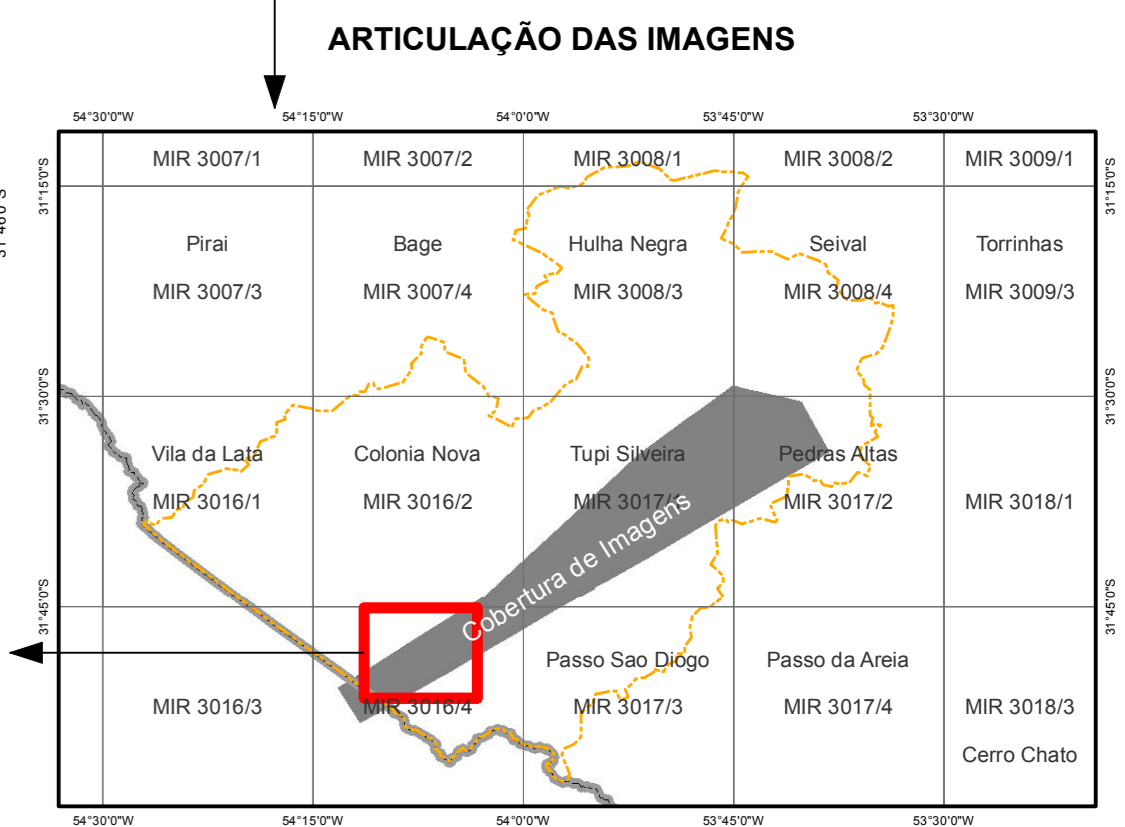 ARTICULAÇÃO DAS IMAGENS
54°30'0"W 54°15'0"W 54°0'0"W 53°45'0"W 53°30'0"W
MIR 3007/1 MIR 3007/2 MIR 3008/1 MIR 3008/2 MIR 3009/1
31°15'0"S 31°15'0"S
Pirai Bage Hulha Negra Seival Torrinhas
MIR 3007/3 MIR 3007/4 MIR 3008/3 MIR 3008/4 MIR 3009/3
31°30'0"S 31°30'0"S
Vila da Lata Colonia Nova Tupi Silveira Pedras Altas
MIR 3016/1 MIR 3016/2 MIR 3017/1 MIR 3017/2 MIR 3018/1
Cobertura de Imagens
31°45'0"S 31°45'0"S
Passo Sao Diogo Passo da Areia
MIR 3016/3 MIR 3016/4 MIR 3017/3 MIR 3017/4 MIR 3018/3
Cerro Chato
54°30'0"W 54°15'0"W 54°0'0"W 53°45'0"W 53°30'0"W